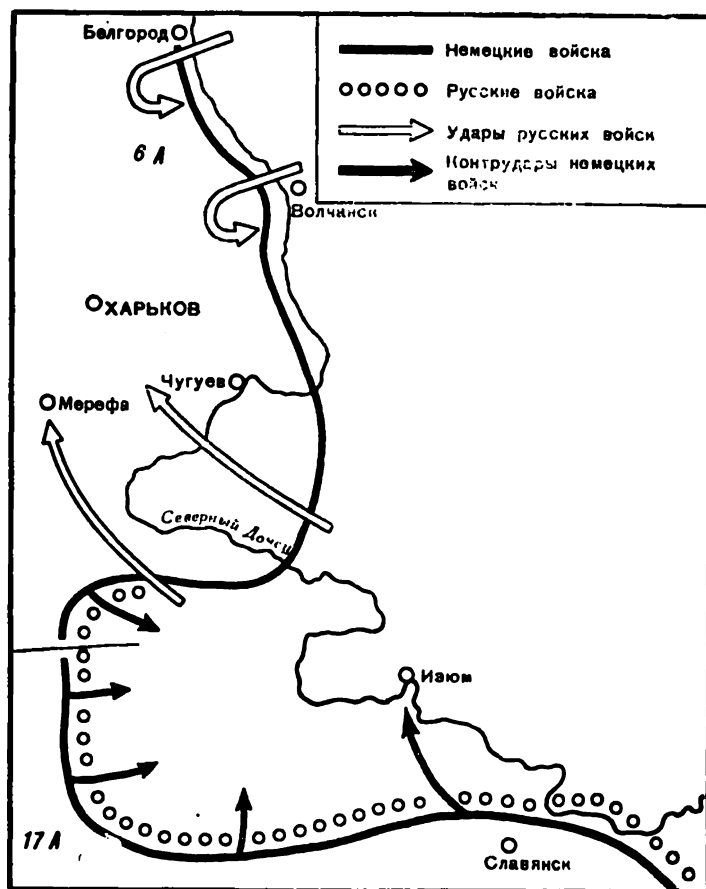 Белгород
Немецкие войска
Русские войска
Удары русских войск
Контрудары немецких
войск
6 А
Волчанск
ХАРЬКОВ
Чугуев
Мерефа
Северный Донец
Изюм
17 А
Славянск